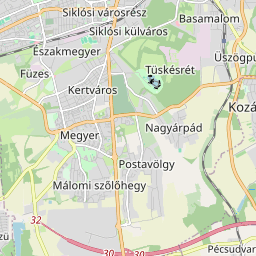 Siklósi városrész
Basamalom
Siklósi külváros
Északmegyer
Tüskésrét
Füzes
Üszögpu
Kertváros
Kozá
Megyer
Nagyárpád
Postavölgy
Málomi szőlőhegy
30
zü
30
Pécsudvar